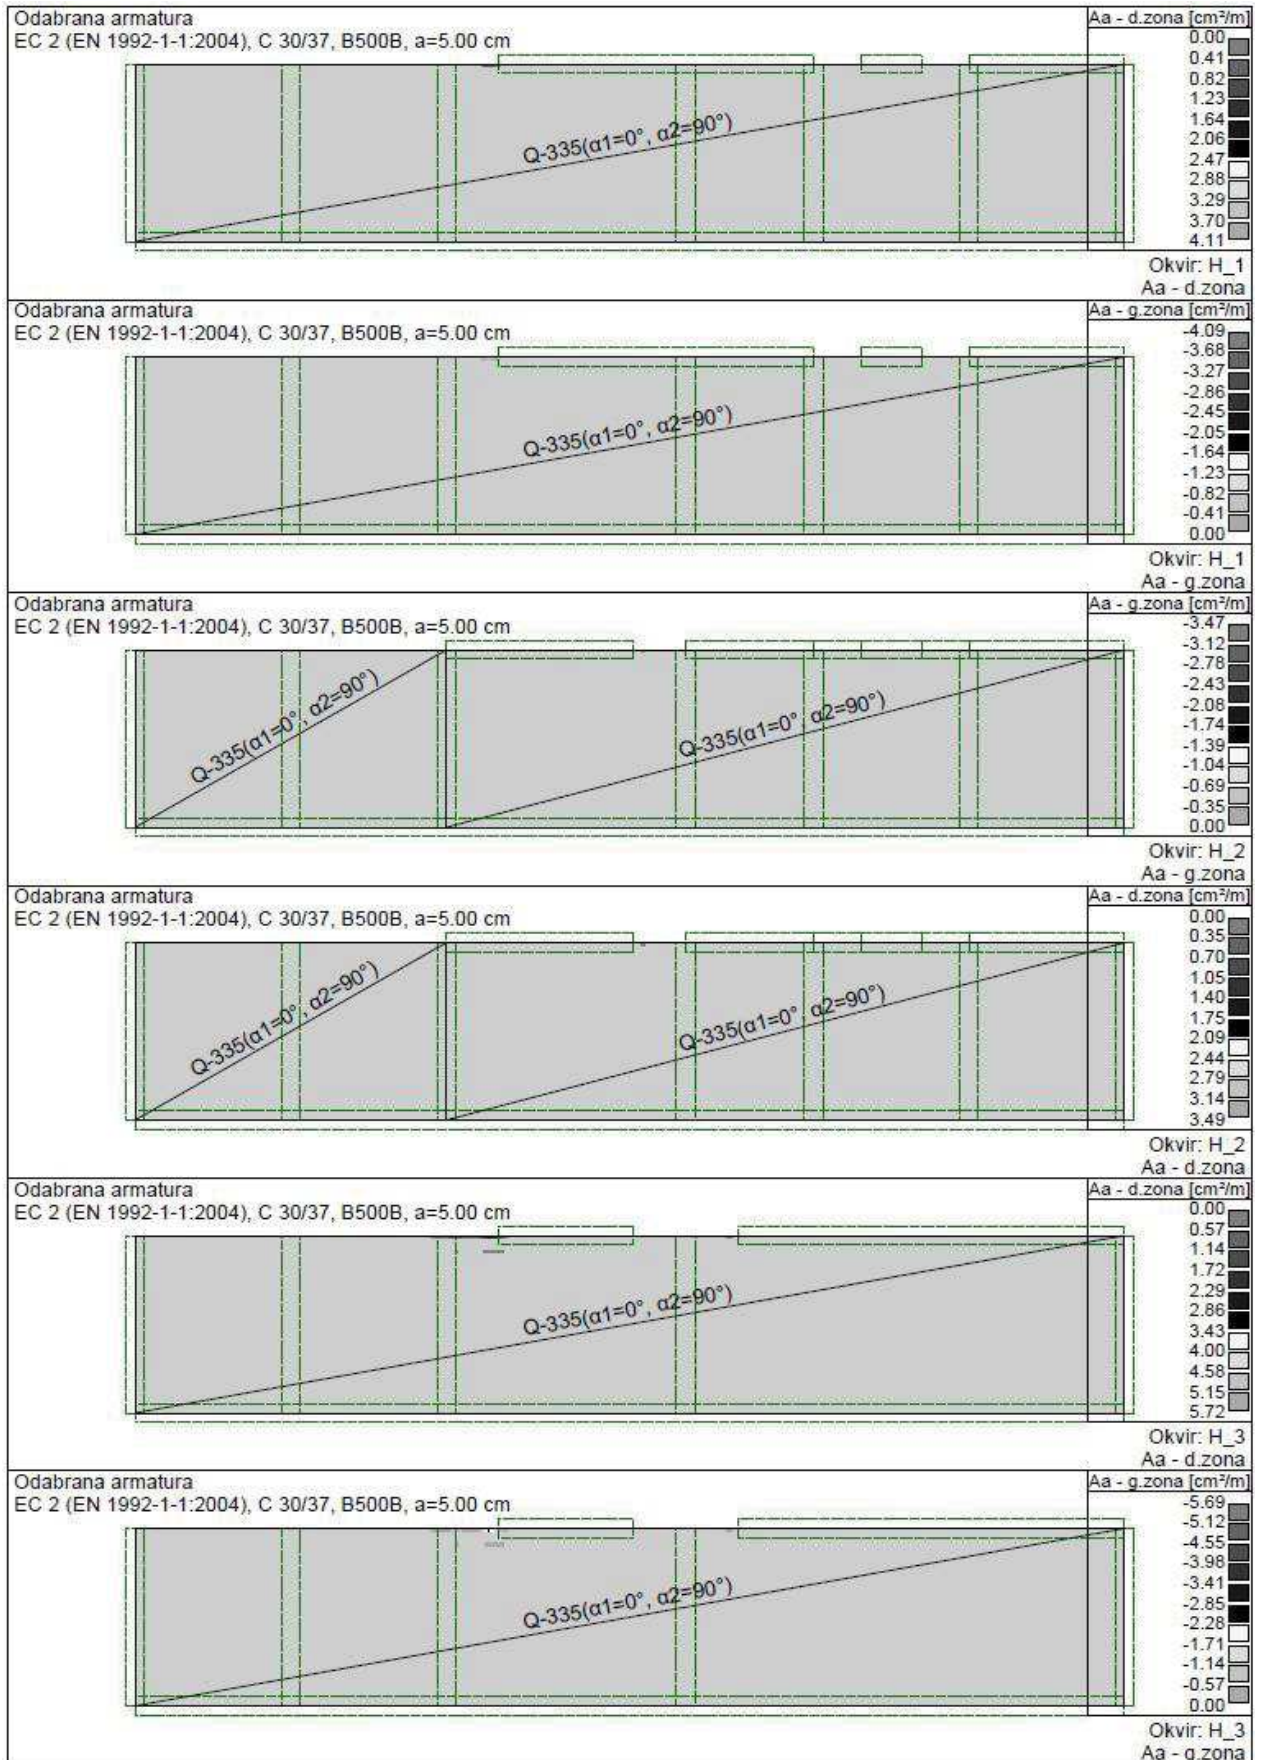 Odabrana armatura
EC 2 (EN 1992-1-1:2004), C 30/37, B500B, a=5.00 cm
Aa - d.zona [cm²/m]
0.00
0.41
0.82
1.23
1.64
2.06
2.47
2.88
3.29
3.70
4.11
Q-335(α1=0°, α2=90°)
Okvir: H_1
Aa - d.zona
Odabrana armatura
EC 2 (EN 1992-1-1:2004), C 30/37, B500B, a=5.00 cm
Aa - g.zona [cm²/m]
-4.09
-3.68
-3.27
-2.86
-2.45
-2.05
-1.64
-1.23
-0.82
-0.41
0.00
Q-335(α1=0°, α2=90°)
Okvir: H_1
Aa - g.zona
Odabrana armatura
EC 2 (EN 1992-1-1:2004), C 30/37, B500B, a=5.00 cm
Aa - g.zona [cm²/m]
-3.47
-3.12
-2.78
-2.43
-2.08
-1.74
-1.39
-1.04
-0.69
-0.35
0.00
Q-335(α1=0°, α2=90°)
Q-335(α1=0°, α2=90°)
Okvir: H_2
Aa - g.zona
Odabrana armatura
EC 2 (EN 1992-1-1:2004), C 30/37, B500B, a=5.00 cm
Aa - d.zona [cm²/m]
0.00
0.35
0.70
1.05
1.40
1.75
2.09
2.44
2.79
3.14
3.49
Q-335(α1=0°, α2=90°)
Q-335(α1=0°, α2=90°)
Okvir: H_2
Aa - d.zona
Odabrana armatura
EC 2 (EN 1992-1-1:2004), C 30/37, B500B, a=5.00 cm
Aa - d.zona [cm²/m]
0.00
0.57
1.14
1.72
2.29
2.86
3.43
4.00
4.58
5.15
5.72
Q-335(α1=0°, α2=90°)
Okvir: H_3
Aa - d.zona
Odabrana armatura
EC 2 (EN 1992-1-1:2004), C 30/37, B500B, a=5.00 cm
Aa - g.zona [cm²/m]
-5.69
-5.12
-4.55
-3.98
-3.41
-2.85
-2.28
-1.71
-1.14
-0.57
0.00
Q-335(α1=0°, α2=90°)
Okvir: H_3
Aa - g.zona